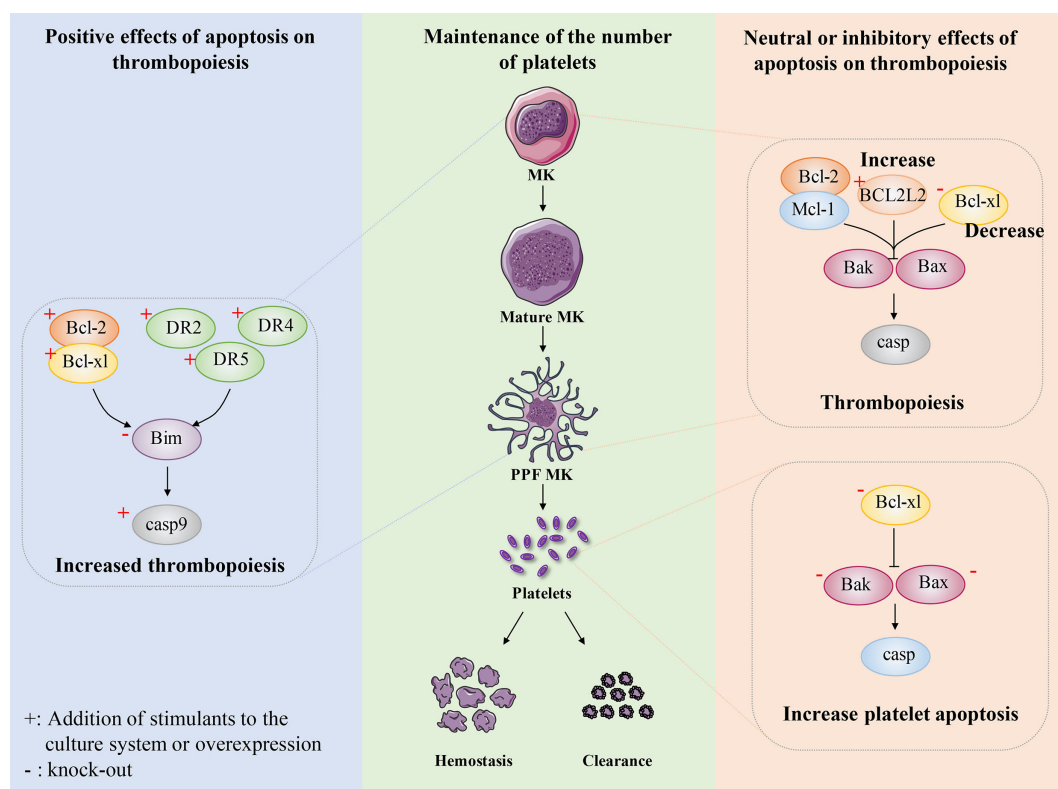 Positive effects of apoptosis on
thrombopoiesis
+
Bcl-2
+
Bcl-xl
+
DR2
+
DR4
+
DR5
-
Bim
+
casp9
Increased thrombopoiesis
+: Addition of stimulants to the
culture system or overexpression
- : knock-out
Maintenance of the number
of platelets
MK
Mature MK
PPF MK
Platelets
Hemostasis
Clearance
Neutral or inhibitory effects of
apoptosis on thrombopoiesis
Bcl-2
Mcl-1
Increase
+
BCL2L2
-
Bcl-xl
Decrease
Bak
Bax
casp
Thrombopoiesis
-
Bcl-xl
-
Bak
Bax
-
casp
Increase platelet apoptosis